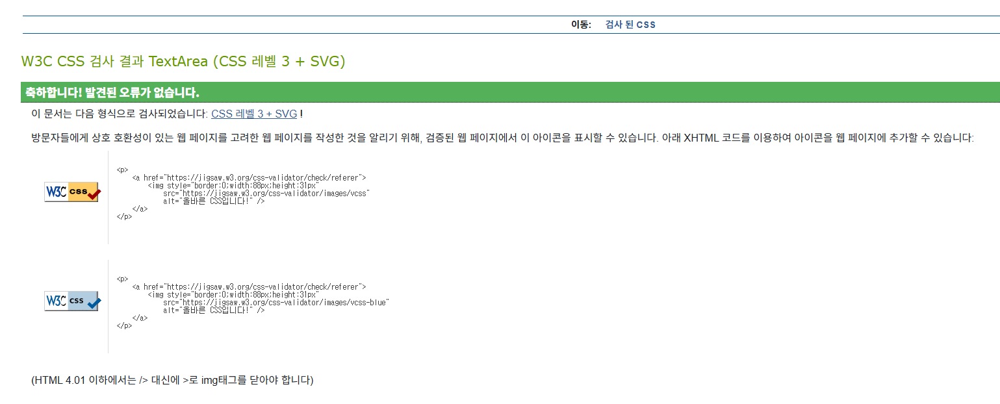 이동: 검사 된 CSS
W3C CSS 검사 결과 TextArea (CSS 레벨 3 + SVG)
축하합니다! 발견된 오류가 없습니다.
이 문서는 다음 형식으로 검사되었습니다: CSS 레벨 3 + SVG !
방문자들에게 상호 호환성이 있는 웹 페이지를 고려한 웹 페이지를 작성한 것을 알리기 위해, 검증된 웹 페이지에서 이 아이콘을 표시할 수 있습니다. 아래 XHTML 코드를 이용하여 아이콘을 웹 페이지에 추가할 수 있습니다:
W3C css
<p>
<a href="https://jigsaw.w3.org/css-validator/check/referer">
<img style="border:0;width:88px;height:31px"
src="https://jigsaw.w3.org/css-validator/images/vcss"
alt="올바른 CSS입니다!" />
</a>
</p>
W3C css
<p>
<a href="https://jigsaw.w3.org/css-validator/check/referer">
<img style="border:0;width:88px;height:31px"
src="https://jigsaw.w3.org/css-validator/images/vcss-blue"
alt="올바른 CSS입니다!" />
</a>
</p>
(HTML 4.01 이하에서는 /> 대신에 >로 img태그를 닫아야 합니다)